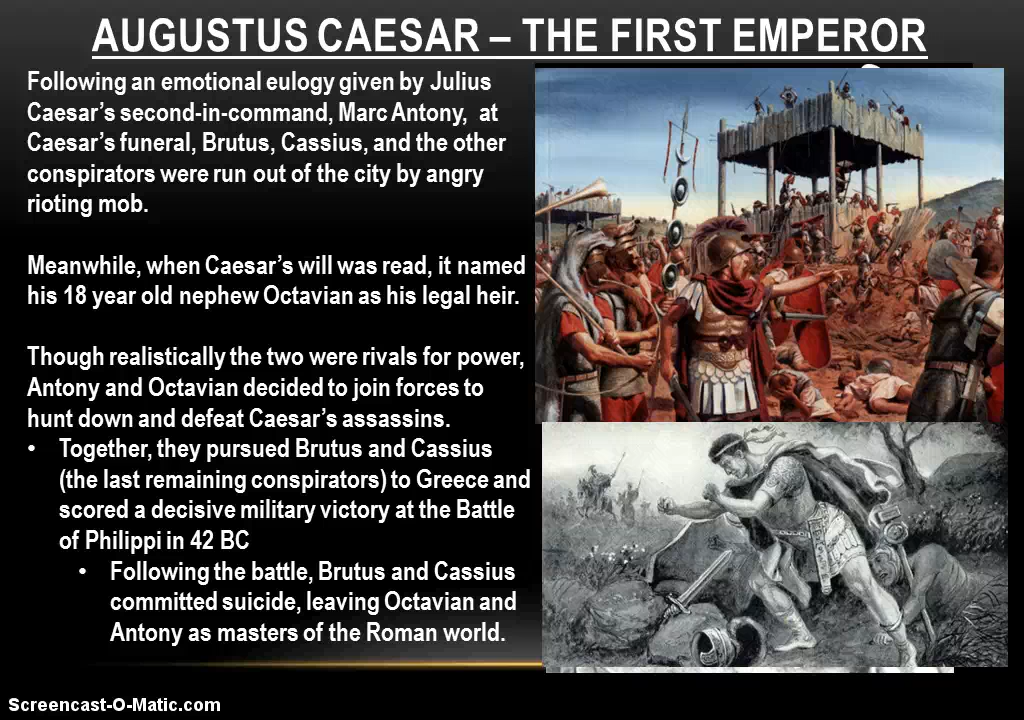 AUGUSTUS CAESAR – THE FIRST EMPEROR
Following an emotional eulogy given by Julius
Caesar's second-in-command, Marc Antony, at
Caesar's funeral, Brutus, Cassius, and the other
conspirators were run out of the city by angry
rioting mob.
Meanwhile, when Caesar's will was read, it named
his 18 year old nephew Octavian as his legal heir.
Though realistically the two were rivals for power,
Antony and Octavian decided to join forces to
hunt down and defeat Caesar's assassins.
• Together, they pursued Brutus and Cassius
(the last remaining conspirators) to Greece and
scored a decisive military victory at the Battle
of Philippi in 42 BC
• Following the battle, Brutus and Cassius
committed suicide, leaving Octavian and
Antony as masters of the Roman world.
Screencast-O-Matic.com